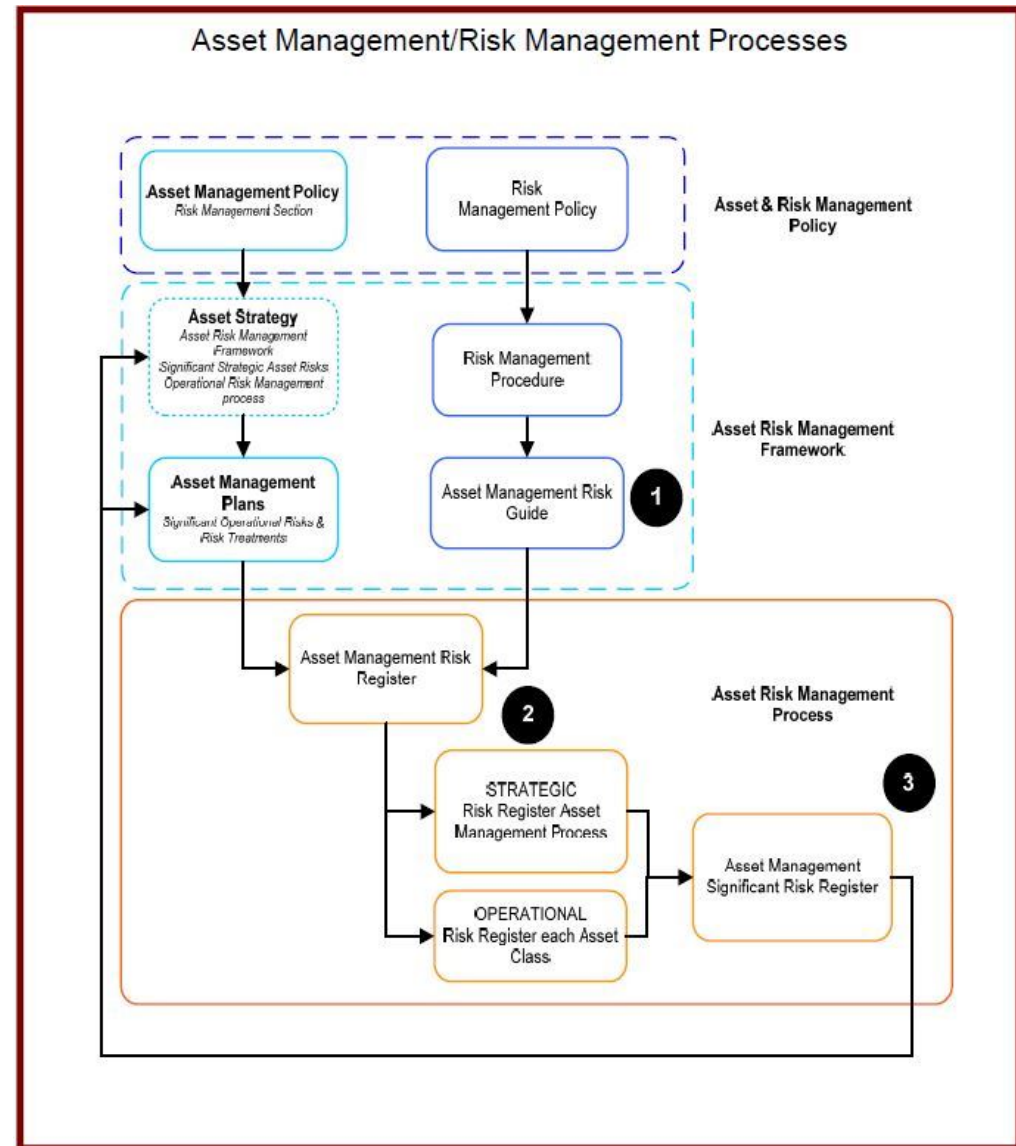 Asset Management/Risk Management Processes
Asset Management Policy
Risk Management Section
Risk
Management Policy
Asset & Risk Management
Policy
Asset Strategy
Asset Risk Management
Framework
Significant Strategic Asset Risks
Operational Risk Management
process
Risk Management
Procedure
Asset Risk Management
Framework
Asset Management
Plans
Significant Operational Risks &
Risk Treatments
Asset Management Risk
Guide
1
Asset Management Risk
Register
Asset Risk Management
Process
2
STRATEGIC
Risk Register Asset
Management Process
3
Asset Management
Significant Risk Register
OPERATIONAL
Risk Register each Asset
Class